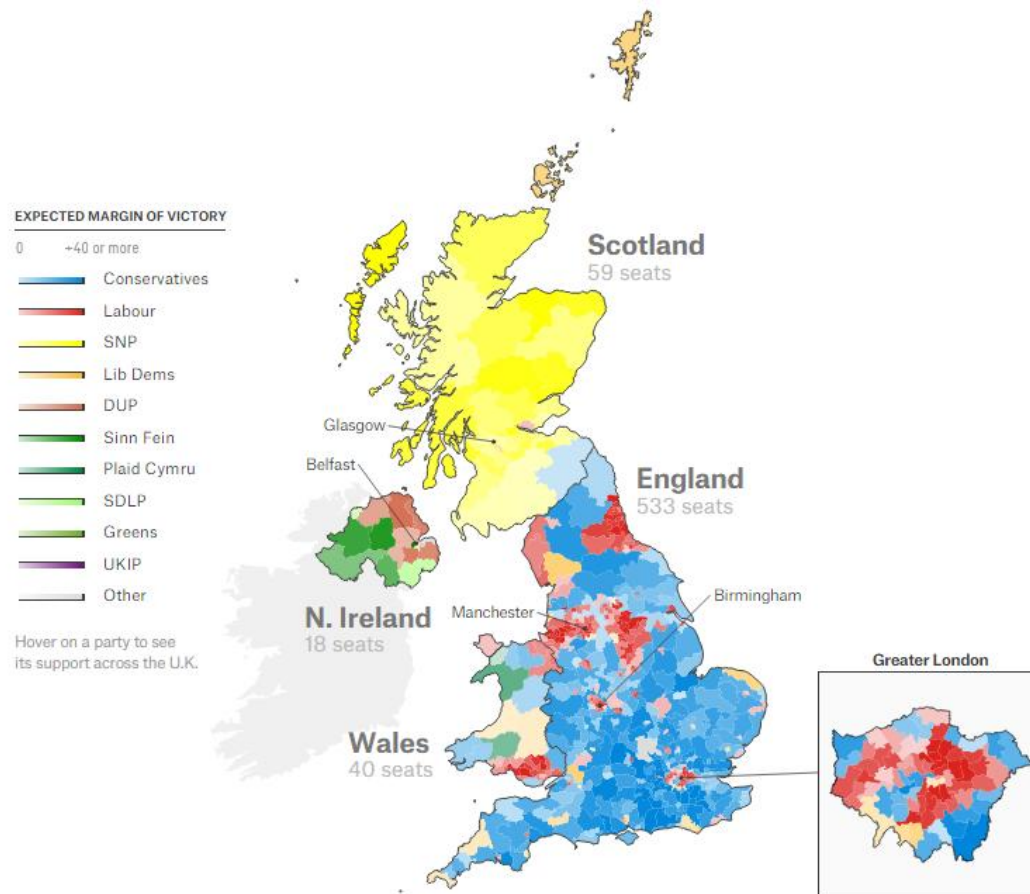 EXPECTED MARGIN OF VICTORY
0 +40 or more
Conservatives
Labour
SNP
Lib Dems
DUP
Sinn Fein
Plaid Cymru
SDLP
Greens
UKIP
Other
Hover on a party to see
its support across the U.K.
Scotland
59 seats
Glasgow
Belfast
England
533 seats
N. Ireland
18 seats
Manchester
Birmingham
Wales
40 seats
Greater London